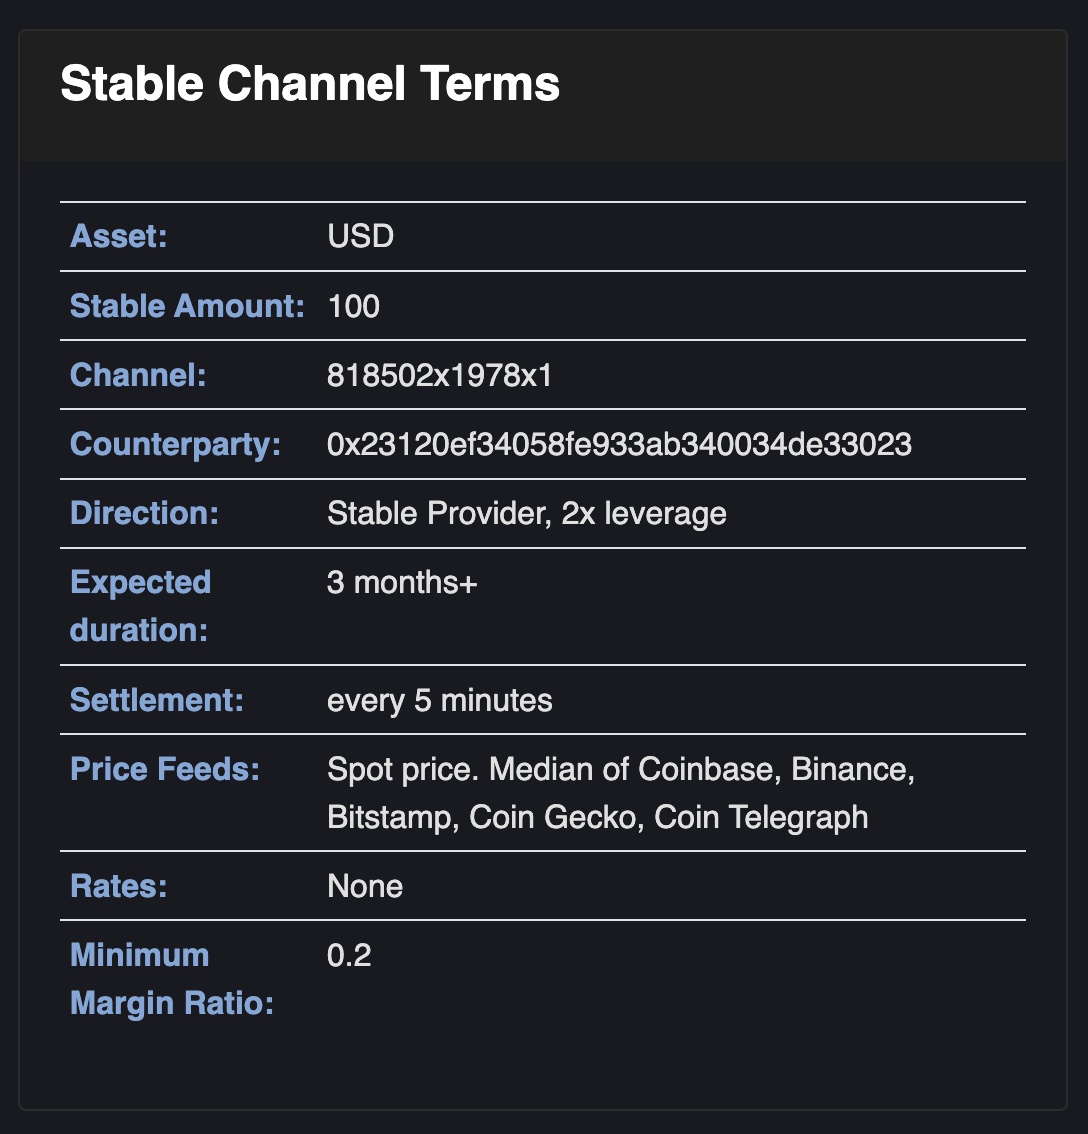 Stable Channel Terms
Asset: USD
Stable Amount: 100
Channel: 818502x1978x1
Counterparty: 0x23120ef34058fe933ab340034de33023
Direction: Stable Provider, 2x leverage
Expected duration: 3 months+
Settlement: every 5 minutes
Price Feeds: Spot price. Median of Coinbase, Binance,
Bitstamp, Coin Gecko, Coin Telegraph
Rates: None
Minimum Margin Ratio: 0.2